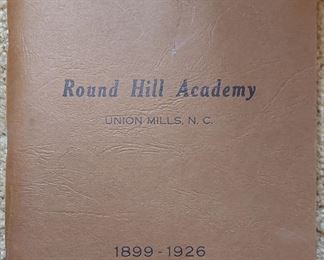 Round Hill Academy
UNION MILLS, N. C.
1899-1926